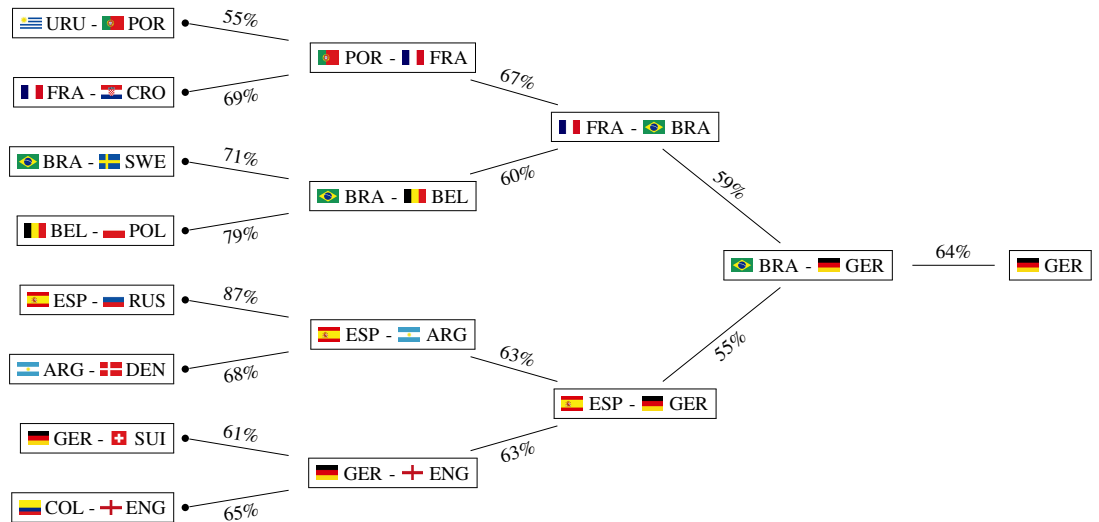 URU - POR
55%
POR - FRA
FRA - CRO
69%
67%
FRA - BRA
BRA - SWE
71%
BRA - BEL
60%
BEL - POL
79%
59%
BRA - GER
64%
GER
ESP - RUS
87%
ESP - ARG
ARG - DEN
68%
63%
55%
ESP - GER
GER - SUI
61%
GER - ENG
63%
COL - ENG
65%